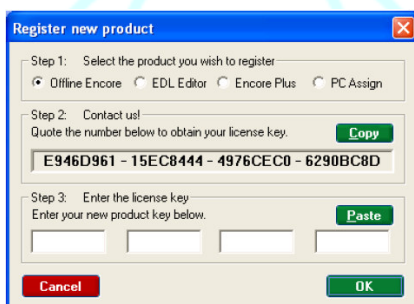 Register new product
Step 1: Select the product you wish to register
Offline Encore EDL Editor Encore Plus PC Assign
Step 2: Contact us!
Quote the number below to obtain your license key.
Copy
E946D961 - 15EC8444 - 4976CEC0 - 6290BC8D
Step 3: Enter the license key
Enter your new product key below.
Paste
Cancel OK